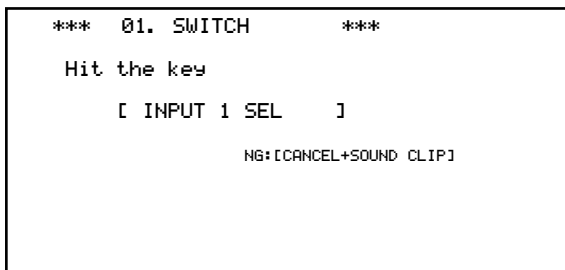 *** 01. SWITCH ***
Hit the key
[ INPUT 1 SEL ]
NG:[CANCEL+SOUND CLIP]